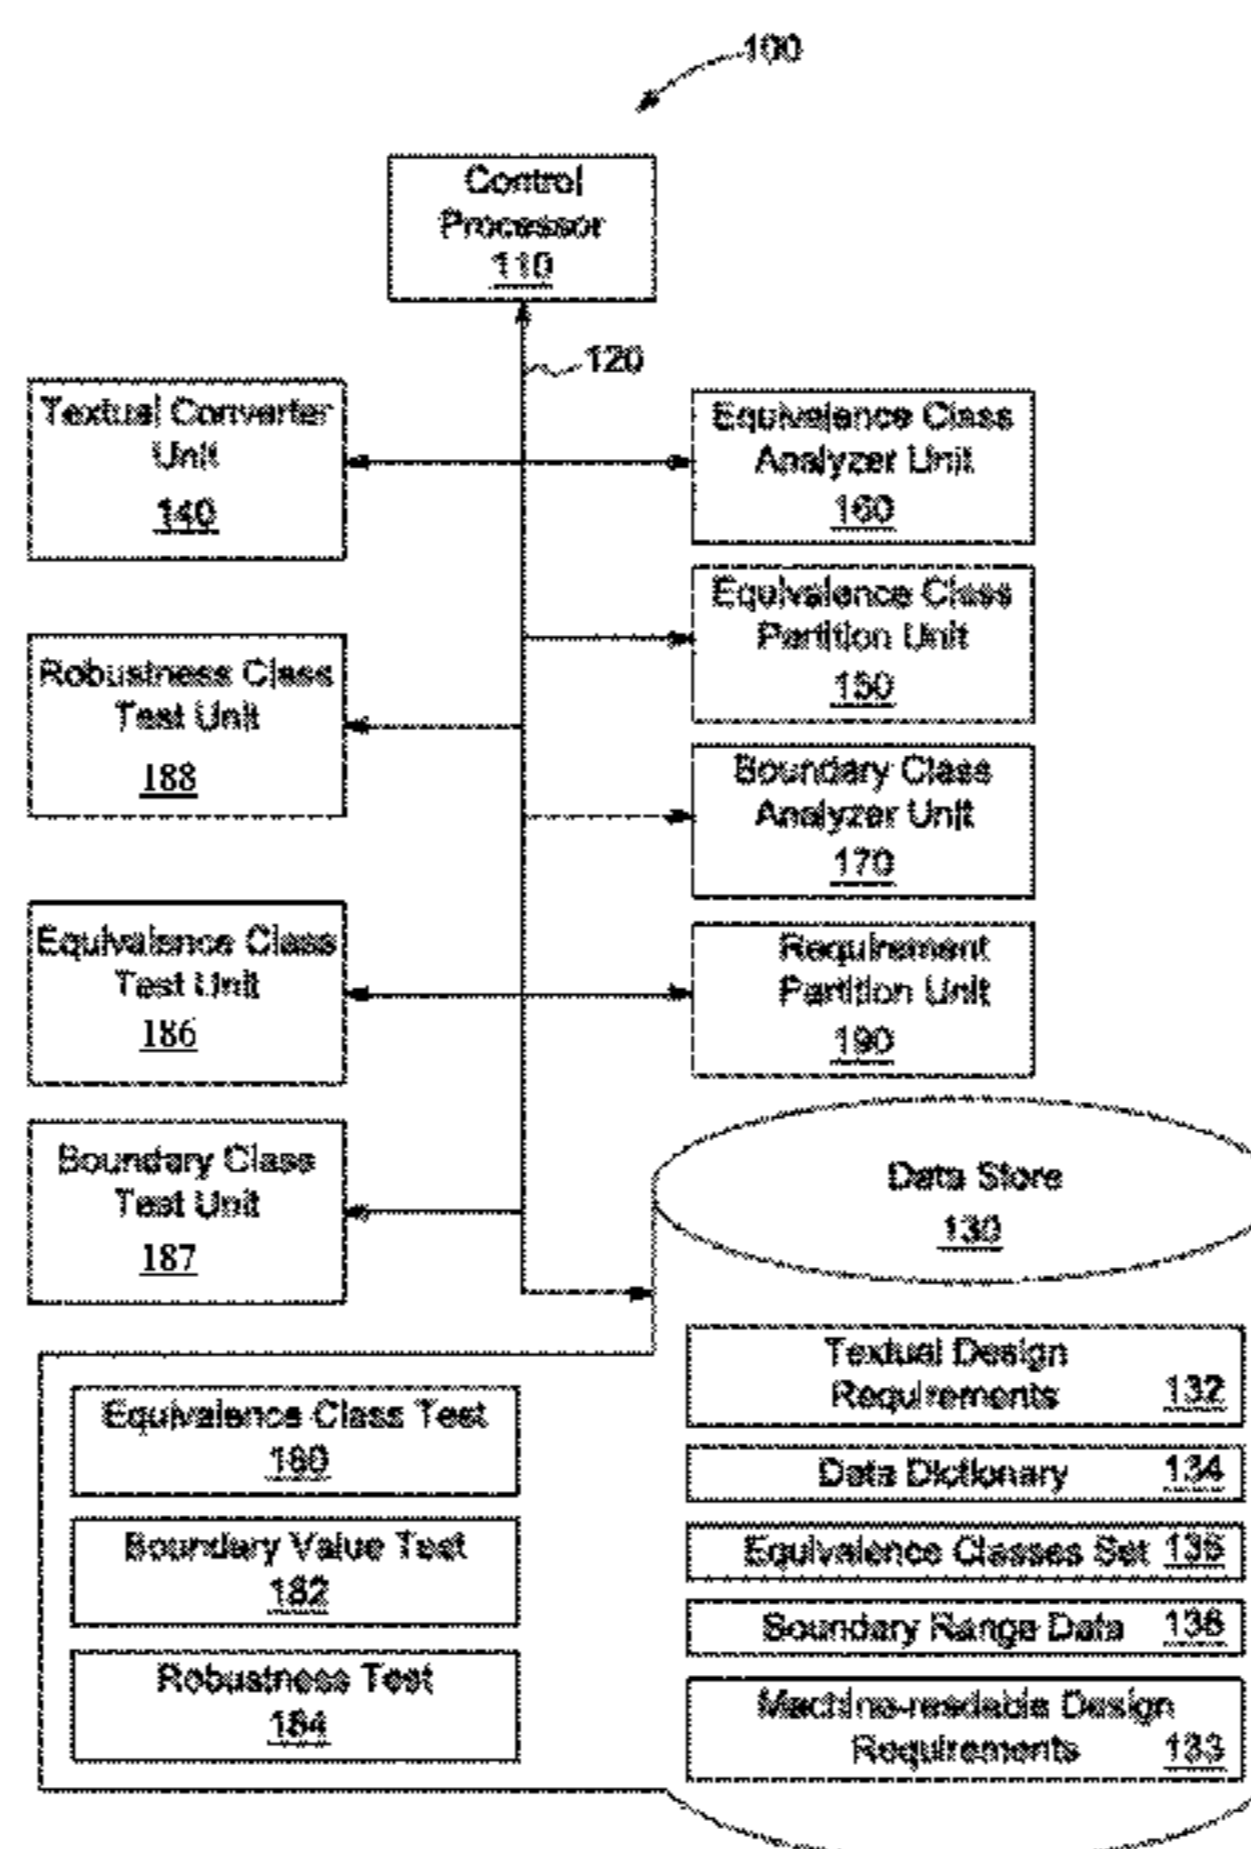 100
Control
Processor
110
120
Textual Converter
Unit
140
Equivalence Class
Analyzer Unit
160
Equivalence Class
Partition Unit
150
Robustness Class
Test Unit
188
Boundary Class
Analyzer Unit
170
Equivalence Class
Test Unit
186
Requirement
Partition Unit
190
Boundary Class
Test Unit
187
Data Store
130
Textual Design
Requirements 132
Data Dictionary 134
Equivalence Classes Set
Boundary Range Data
Machine-readable Design
Requirements 133
Equivalence Class Test
180
Boundary Value Test
182
Robustness Test
184